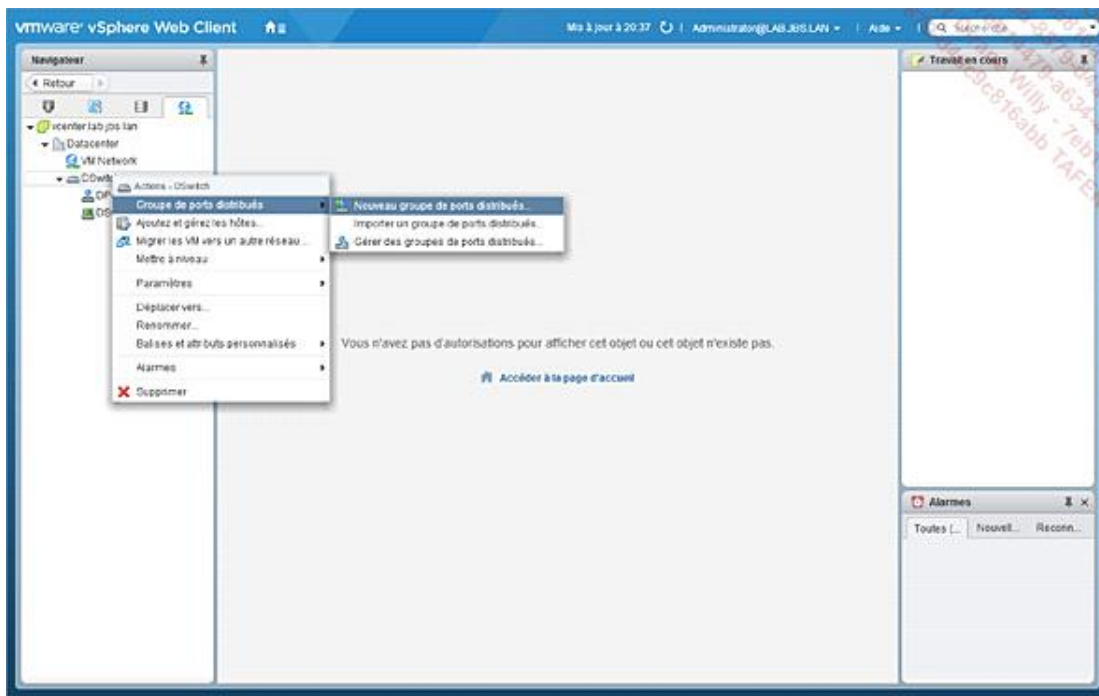 vmware® vSphere Web Client
Mis à jour à 20:37 | Administrator@LAB.JBS.LAN | Aide
Navigateur
Retour
vcenter.lab.jbs.lan
Datacenter
VM Network
DSwitch
Actions - DSwitch
Groupe de ports distribués
Ajoutez et gérez les hôtes...
Migrer les VM vers un autre réseau...
Mettre à niveau
Paramètres
Déplacer vers...
Renommer...
Balises et attributs personnalisés
Alarmes
Supprimer
Nouveau groupe de ports distribués...
Importer un groupe de ports distribués...
Gérer des groupes de ports distribués...
Vous n'avez pas d'autorisations pour afficher cet objet ou cet objet n'existe pas.
Accéder à la page d'accueil
Travail en cours
Alarmes
Toutes (... Nouvell... Reconn...